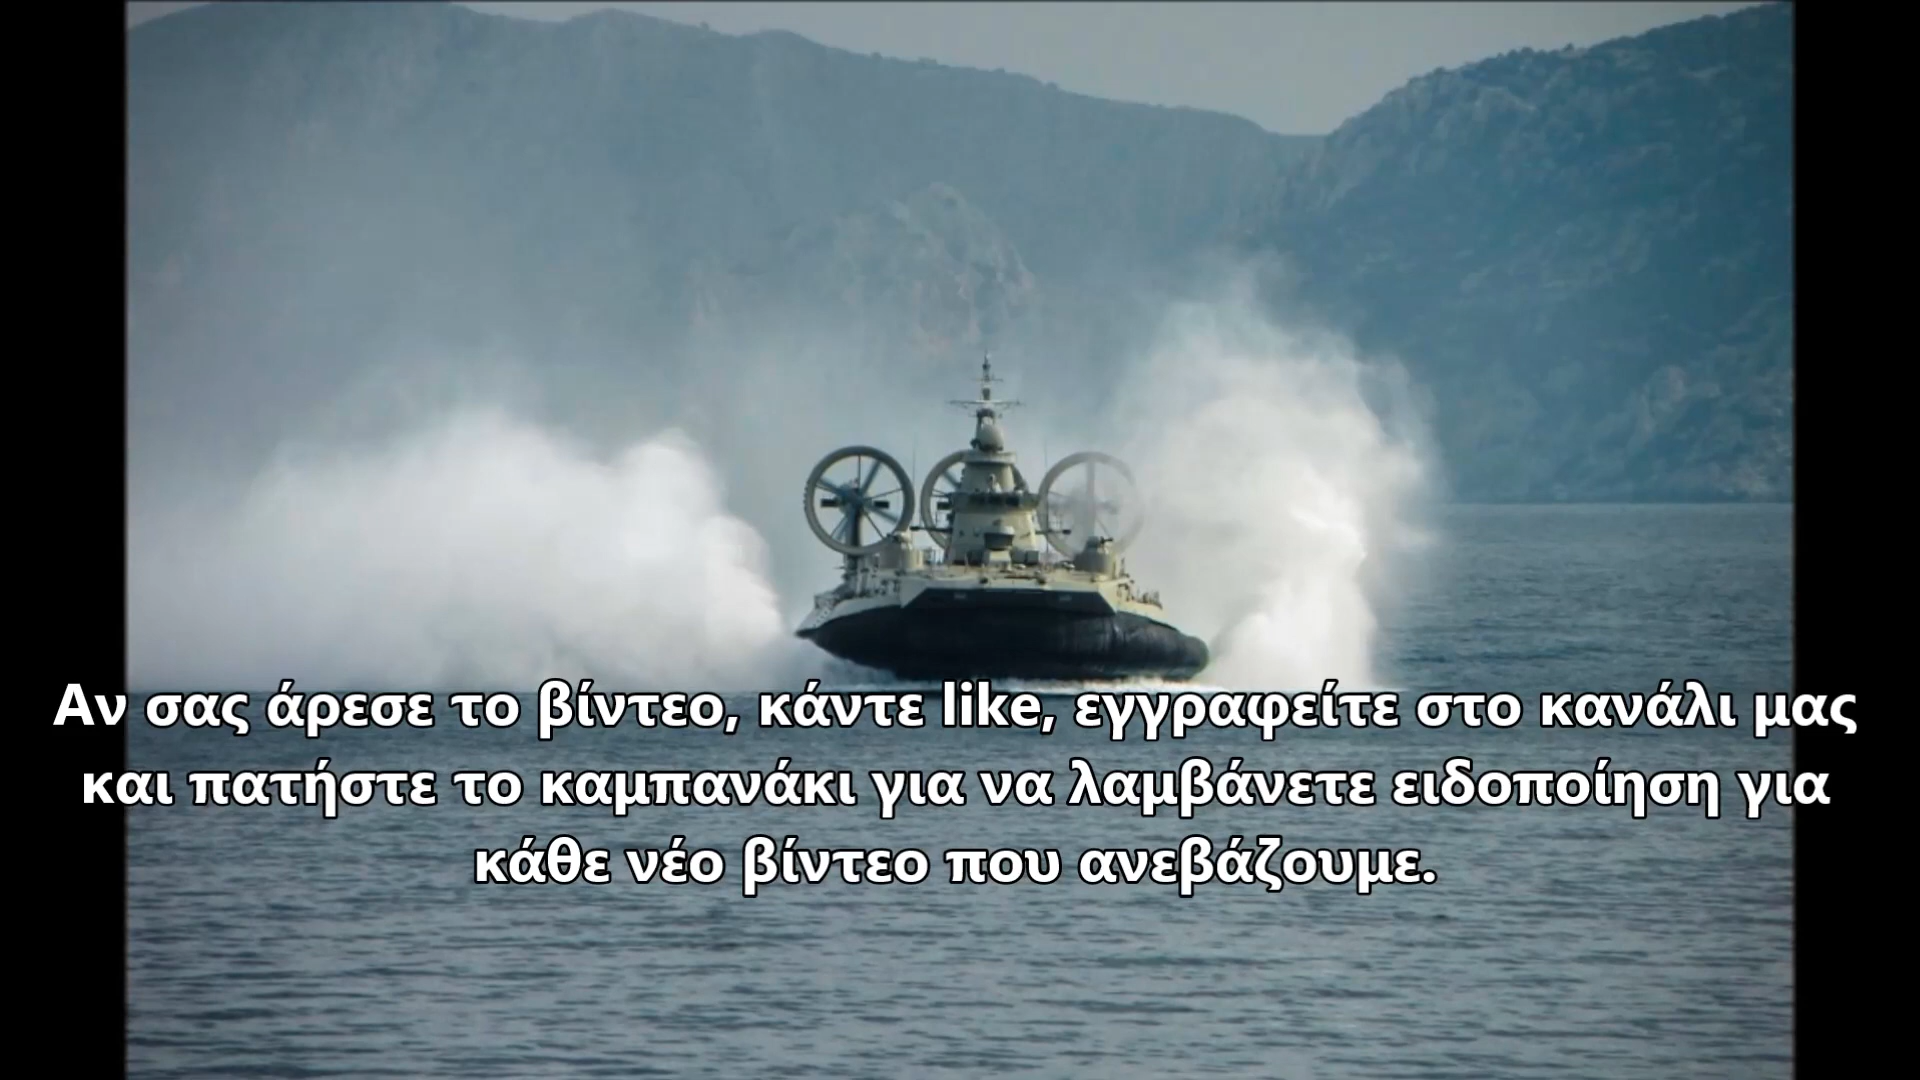 Αν σας άρεσε το βίντεο, κάντε like, εγγραφείτε στο κανάλι μας
και πατήστε το καμπανάκι για να λαμβάνετε ειδοποίηση για
κάθε νέο βίντεο που ανεβάζουμε.